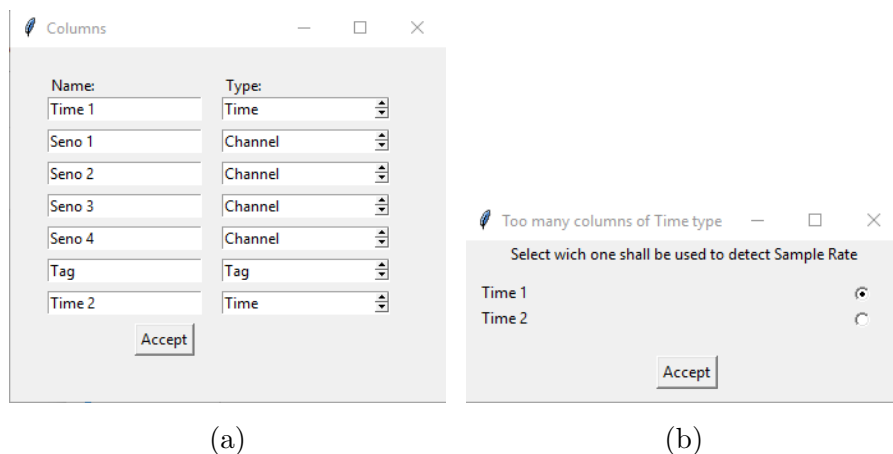 Columns
Name: Type:
Time 1 Time
Seno 1 Channel
Seno 2 Channel
Seno 3 Channel
Seno 4 Channel
Tag Tag
Time 2 Time
Accept
(a)
Too many columns of Time type
Select wich one shall be used to detect Sample Rate
Time 1
Time 2
Accept
(b)